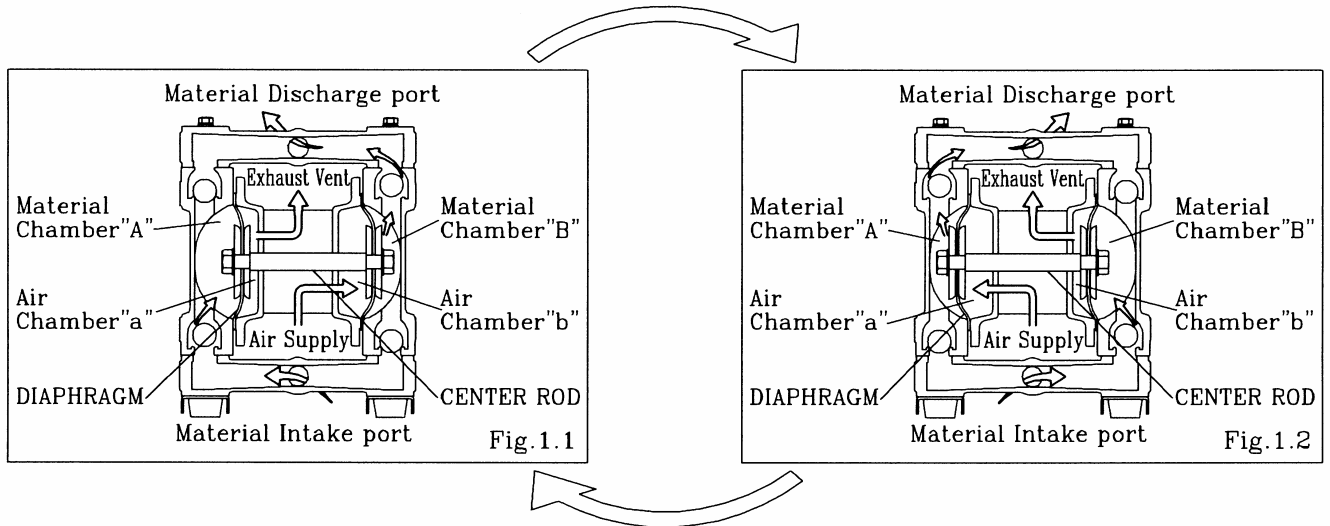 Material Discharge port
Exhaust Vent
Material
Chamber"A"
Material
Chamber"B"
Air
Chamber"a"
Air
Chamber"b"
Air Supply
DIAPHRAGM
CENTER ROD
Material Intake port
Fig.1.1
Material Discharge port
Exhaust Vent
Material
Chamber"A"
Material
Chamber"B"
Air
Chamber"a"
Air
Chamber"b"
Air Supply
DIAPHRAGM
CENTER ROD
Material Intake port
Fig.1.2